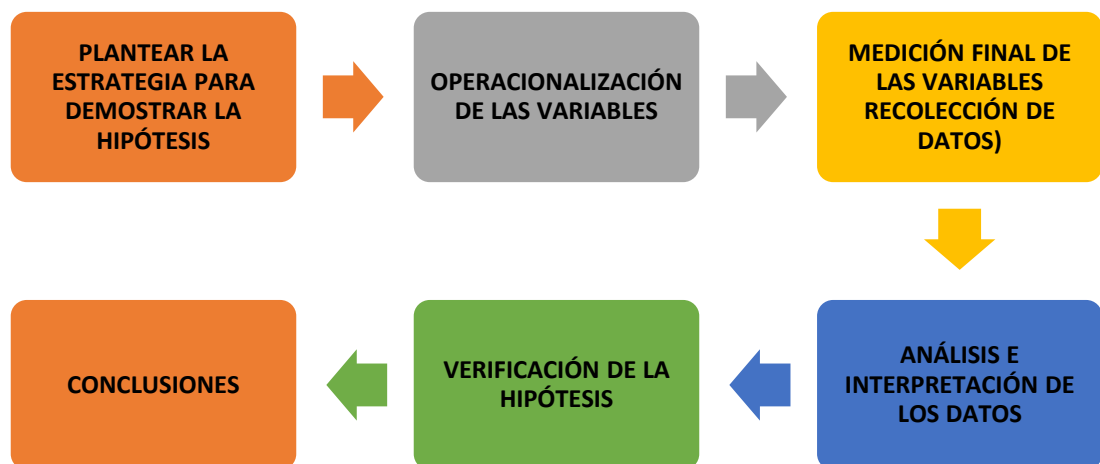 PLANTEAR LA
ESTRATEGIA PARA
DEMOSTRAR LA
HIPÓTESIS
OPERACIONALIZACIÓN
DE LAS VARIABLES
MEDICIÓN FINAL DE
LAS VARIABLES
RECOLECCIÓN DE
DATOS)
ANÁLISIS E
INTERPRETACIÓN DE
LOS DATOS
VERIFICACIÓN DE LA
HIPÓTESIS
CONCLUSIONES